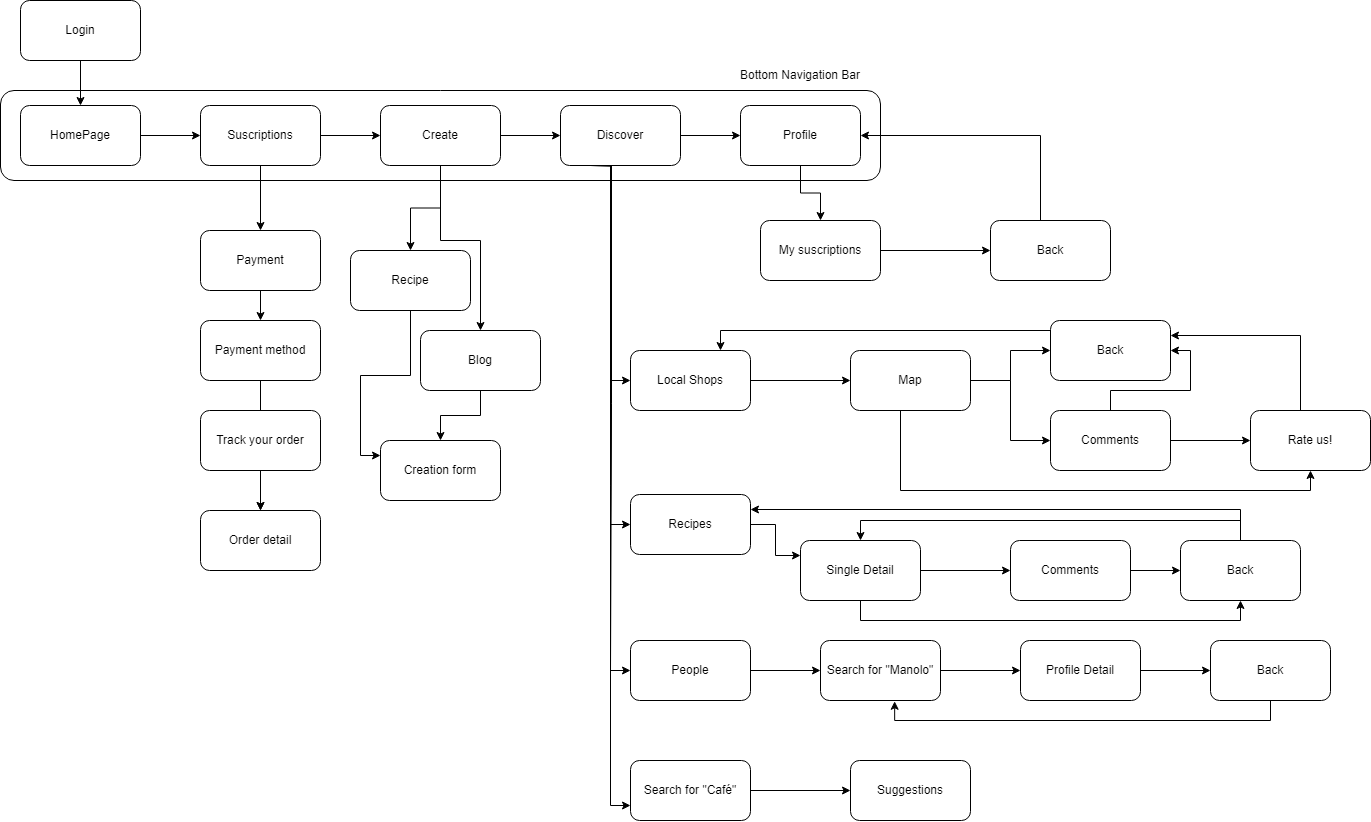 Login
Bottom Navigation Bar
HomePage
Suscriptions
Create
Discover
Profile
My suscriptions
Back
Payment
Recipe
Payment method
Blog
Local Shops
Map
Back
Track your order
Creation form
Comments
Rate us!
Order detail
Recipes
Single Detail
Comments
Back
People
Search for "Manolo"
Profile Detail
Back
Search for "Café"
Suggestions